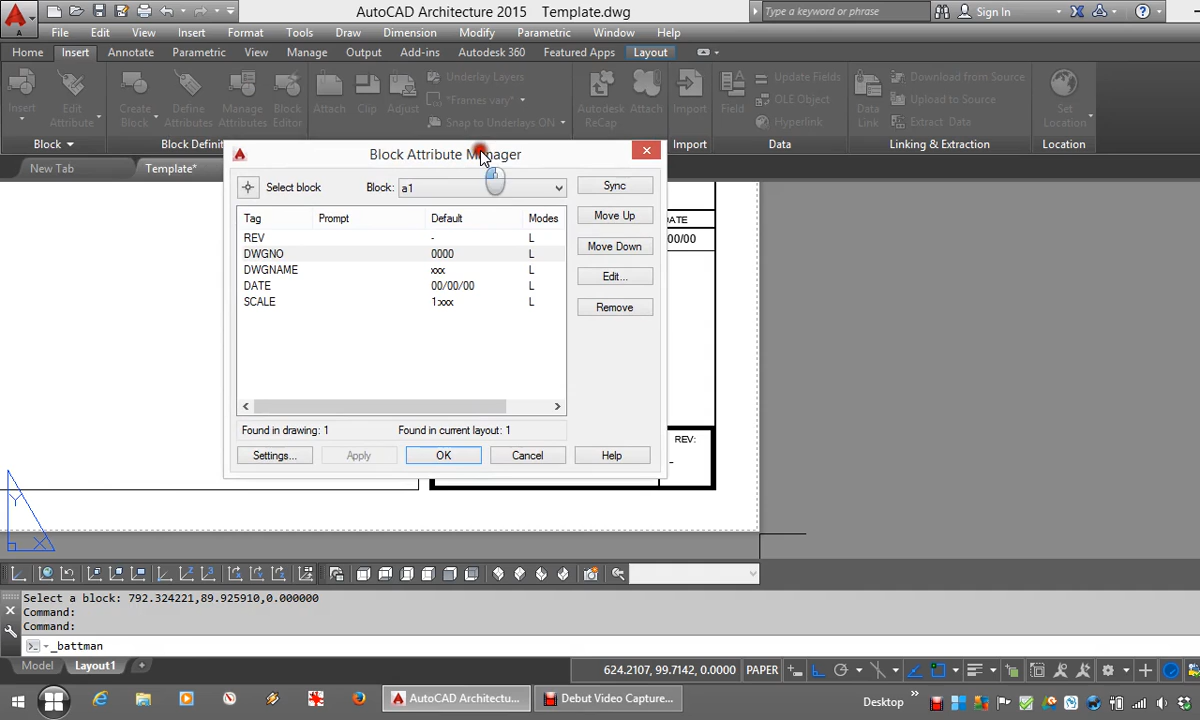 AutoCAD Architecture 2015 Template.dwg
Type a keyword or phrase
Sign In
File Edit View Insert Format Tools Draw Dimension Modify Parametric Window Help
Home Insert Annotate Parametric View Manage Output Add-ins Autodesk 360 Featured Apps Layout
Insert
Edit Attribute
Create Block
Define Attributes
Manage Attributes
Block Editor
Attach
Clip
Adjust
Underlay Layers
*Frames vary*
Snap to Underlays ON
Autodesk ReCap
Attach
Import
Field
Update Fields
OLE Object
Hyperlink
Data Link
Download from Source
Upload to Source
Extract Data
Set Location
Block
Block Defini
Import
Data
Linking & Extraction
Location
New Tab
Template*
Block Attribute Manager
Select block
Block: a1
Sync
Move Up
Move Down
Edit...
Remove
Tag Prompt Default Modes
REV - L
DWGNO 0000 L
DWGNAME xxx L
DATE 00/00/00 L
SCALE 1:xxx L
Found in drawing: 1 Found in current layout: 1
Settings... Apply OK Cancel Help
ATE
00/00
REV:
-
Y
X
Select a block: 792.324221,89.925910,0.000000
Command:
Command:
_battman
Model Layout1 +
624.2107, 99.7142, 0.0000 PAPER
AutoCAD Architectu...
Debut Video Capture...
Desktop